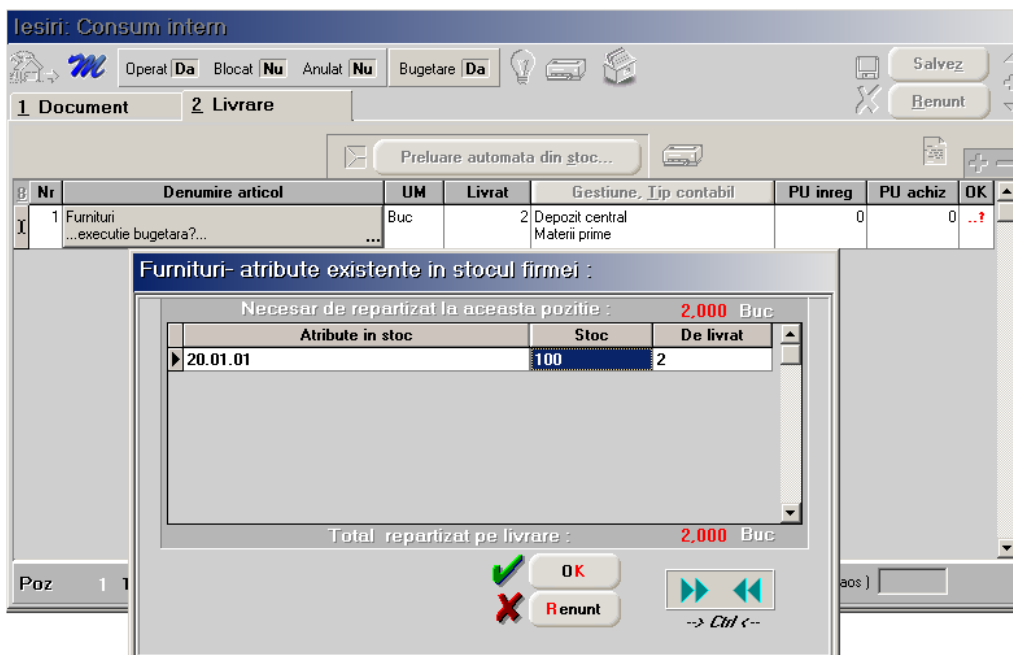 Iesiri: Consum intern
Operat Da Blocat Nu Anulat Nu Bugetare Da
Salvez
1 Document 2 Livrare
Renunt
Preluare automata din stoc...
8 Nr Denumire articol UM Livrat Gestiune, Tip contabil PU inreg PU achiz OK
1 Furnituri Buc 2 Depozit central 0 0 ..?
...executie bugetara?... ... Materii prime
Furnituri- atribute existente in stocul firmei :
Necesar de repartizat la aceasta pozitie : 2,000 Buc
Atribute in stoc Stoc De livrat
20.01.01 100 2
Total repartizat pe livrare : 2,000 Buc
OK
Poz 1 aos )
Renunt
--> Ctrl <--